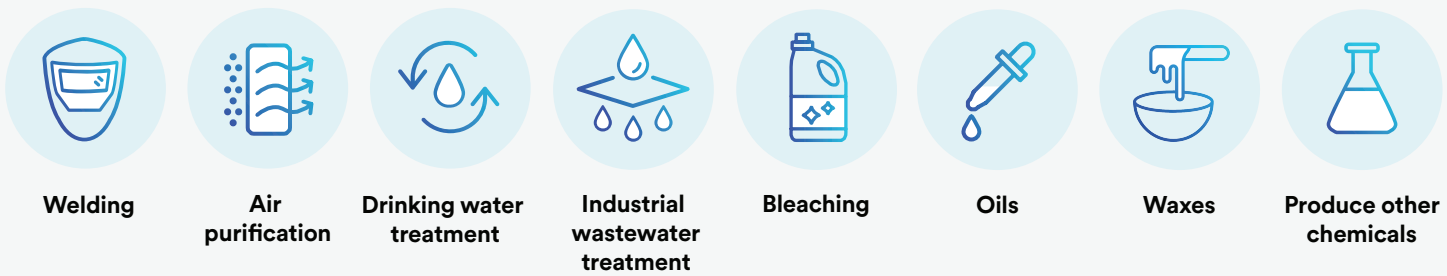 Welding
Air
purification
Drinking water
treatment
Industrial
wastewater
treatment
Bleaching
Oils
Waxes
Produce other
chemicals